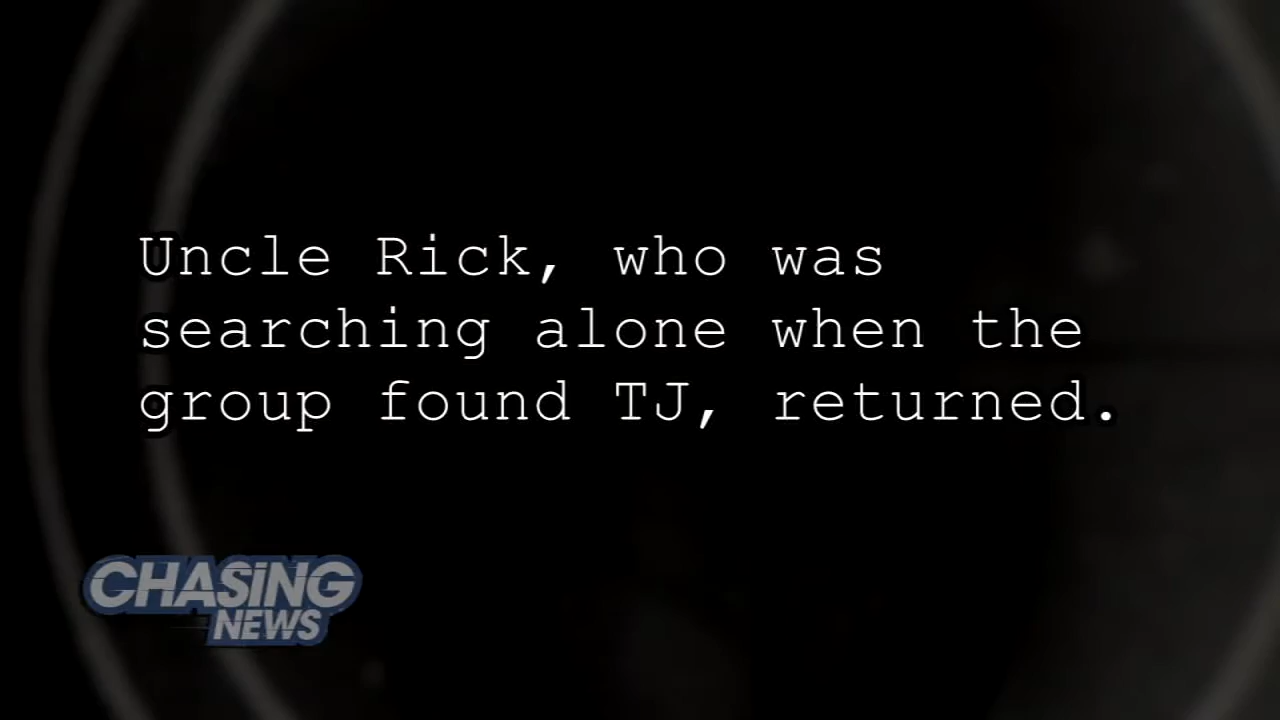 Uncle Rick, who was
searching alone when the
group found TJ, returned.
CHASiNG
NEWS